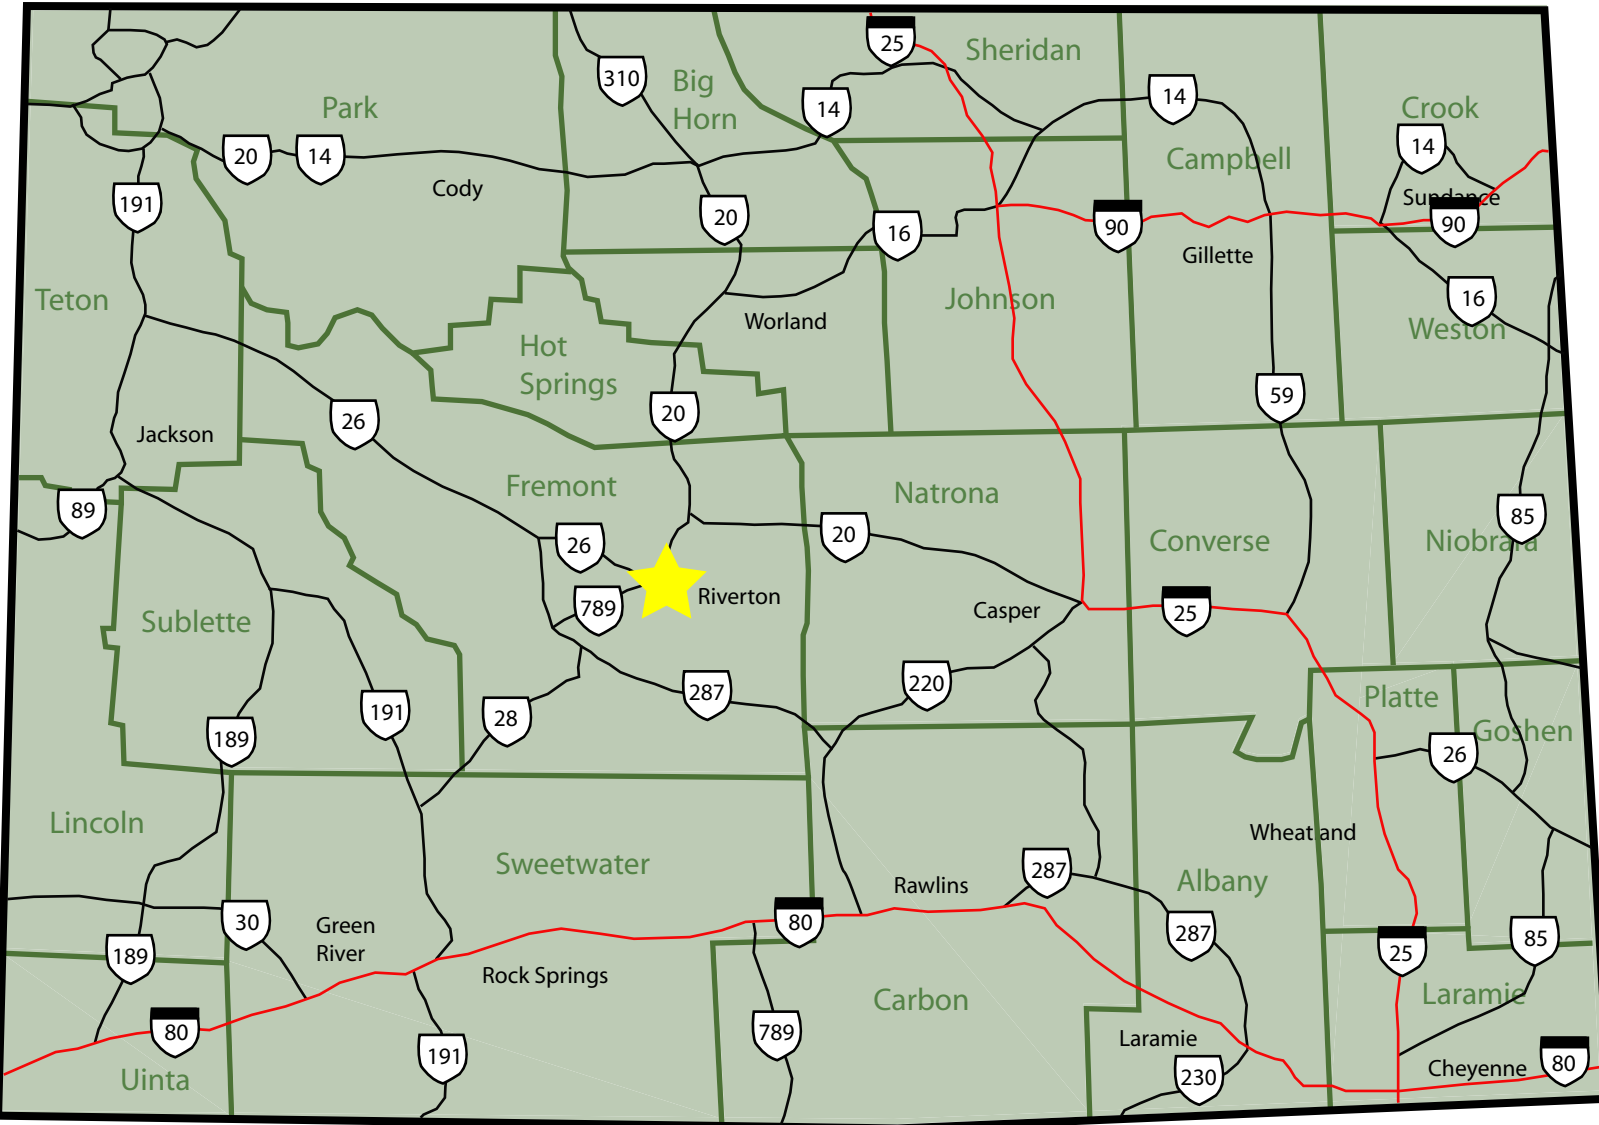 25
Sheridan
310
Big
Horn
14
14
Park
Crook
14
20
14
Campbell
Cody
191
Sundance
20
16
90
90
Gillette
Teton
Johnson
16
Worland
Weston
Hot
Springs
59
20
26
Jackson
Fremont
Natrona
89
85
26
20
Converse
Niobrara
789
Riverton
Casper
25
Sublette
220
287
191
28
Platte
189
Goshen
26
Lincoln
Wheatland
Sweetwater
287
Rawlins
Albany
30
Green
River
80
287
85
189
25
Rock Springs
Carbon
Laramie
80
789
Laramie
191
Cheyenne
80
Uinta
230